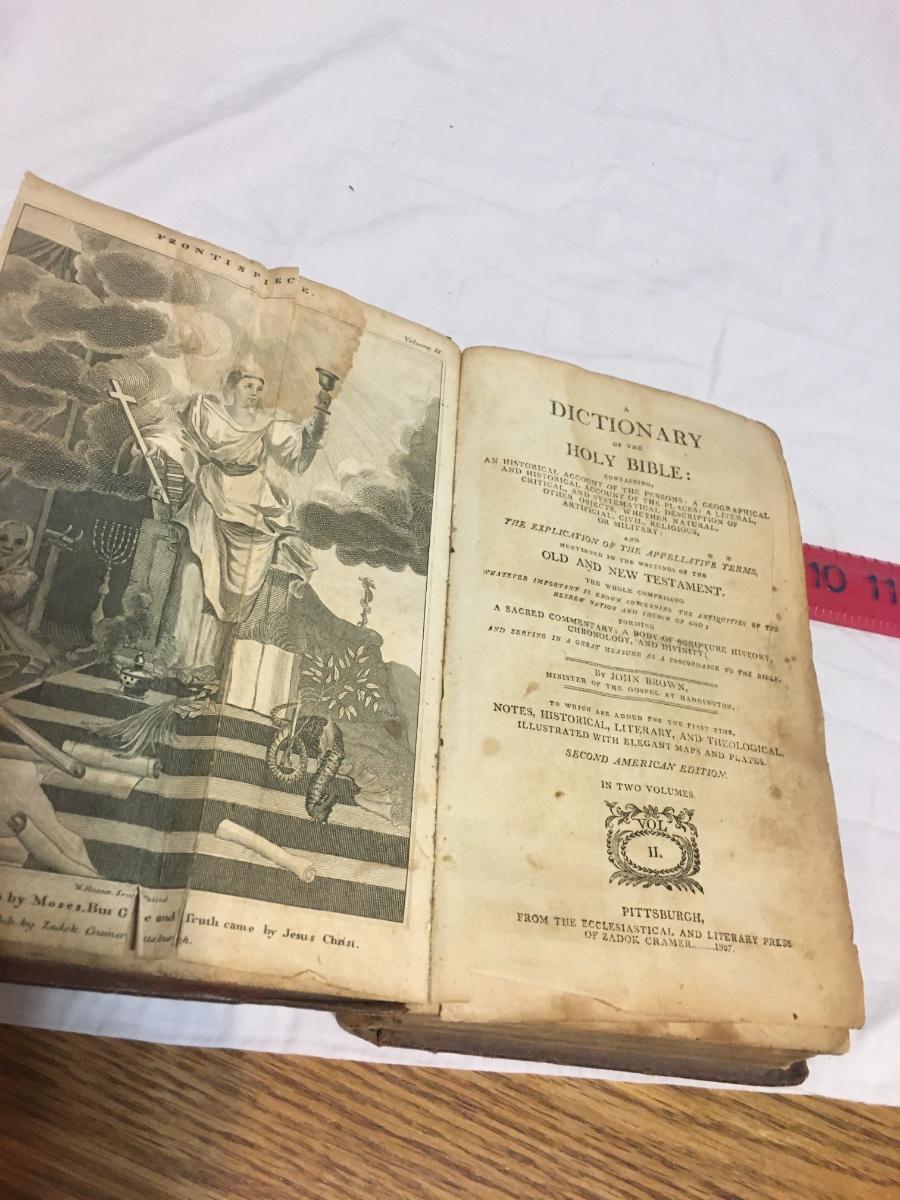 FRONTISPIECE.
Volume II
by Moses, But G e and Truth came by Jesus Christ.
Pub by Zadok Cramer
A
DICTIONARY
OF THE
HOLY BIBLE:
CONTAINING,
AN HISTORICAL ACCOUNT OF THE PERSONS; A GEOGRAPHICAL
AND HISTORICAL ACCOUNT OF THE PLACES; A LITERAL,
CRITICAL, AND SYSTEMATICAL DESCRIPTION OF
OTHER OBJECTS, WHETHER NATURAL,
ARTIFICIAL, CIVIL, RELIGIOUS,
OR MILITARY;
AND
THE EXPLICATION OF THE APPELLATIVE TERMS,
MENTIONED IN THE WRITINGS OF THE
OLD AND NEW TESTAMENT.
THE WHOLE COMPRISING
WHATEVER IMPORTANT IS KNOWN CONCERNING THE ANTIQUITIES OF THE
HEBREW NATION AND CHURCH OF GOD;
FORMING
A SACRED COMMENTARY; A BODY OF SCRIPTURE HISTORY,
CHRONOLOGY, AND DIVINITY;
AND SERVING IN A GREAT MEASURE AS A CONCORDANCE TO THE BIBLE.
BY JOHN BROWN,
MINISTER OF THE GOSPEL AT HADDINGTON.
TO WHICH ARE ADDED FOR THE FIRST TIME,
NOTES, HISTORICAL, LITERARY, AND THEOLOGICAL,
ILLUSTRATED WITH ELEGANT MAPS AND PLATES.
SECOND AMERICAN EDITION.
IN TWO VOLUMES.
VOL
II.
PITTSBURGH,
FROM THE ECCLESIASTICAL AND LITERARY PRESS
OF ZADOK CRAMER........1807.
10 11